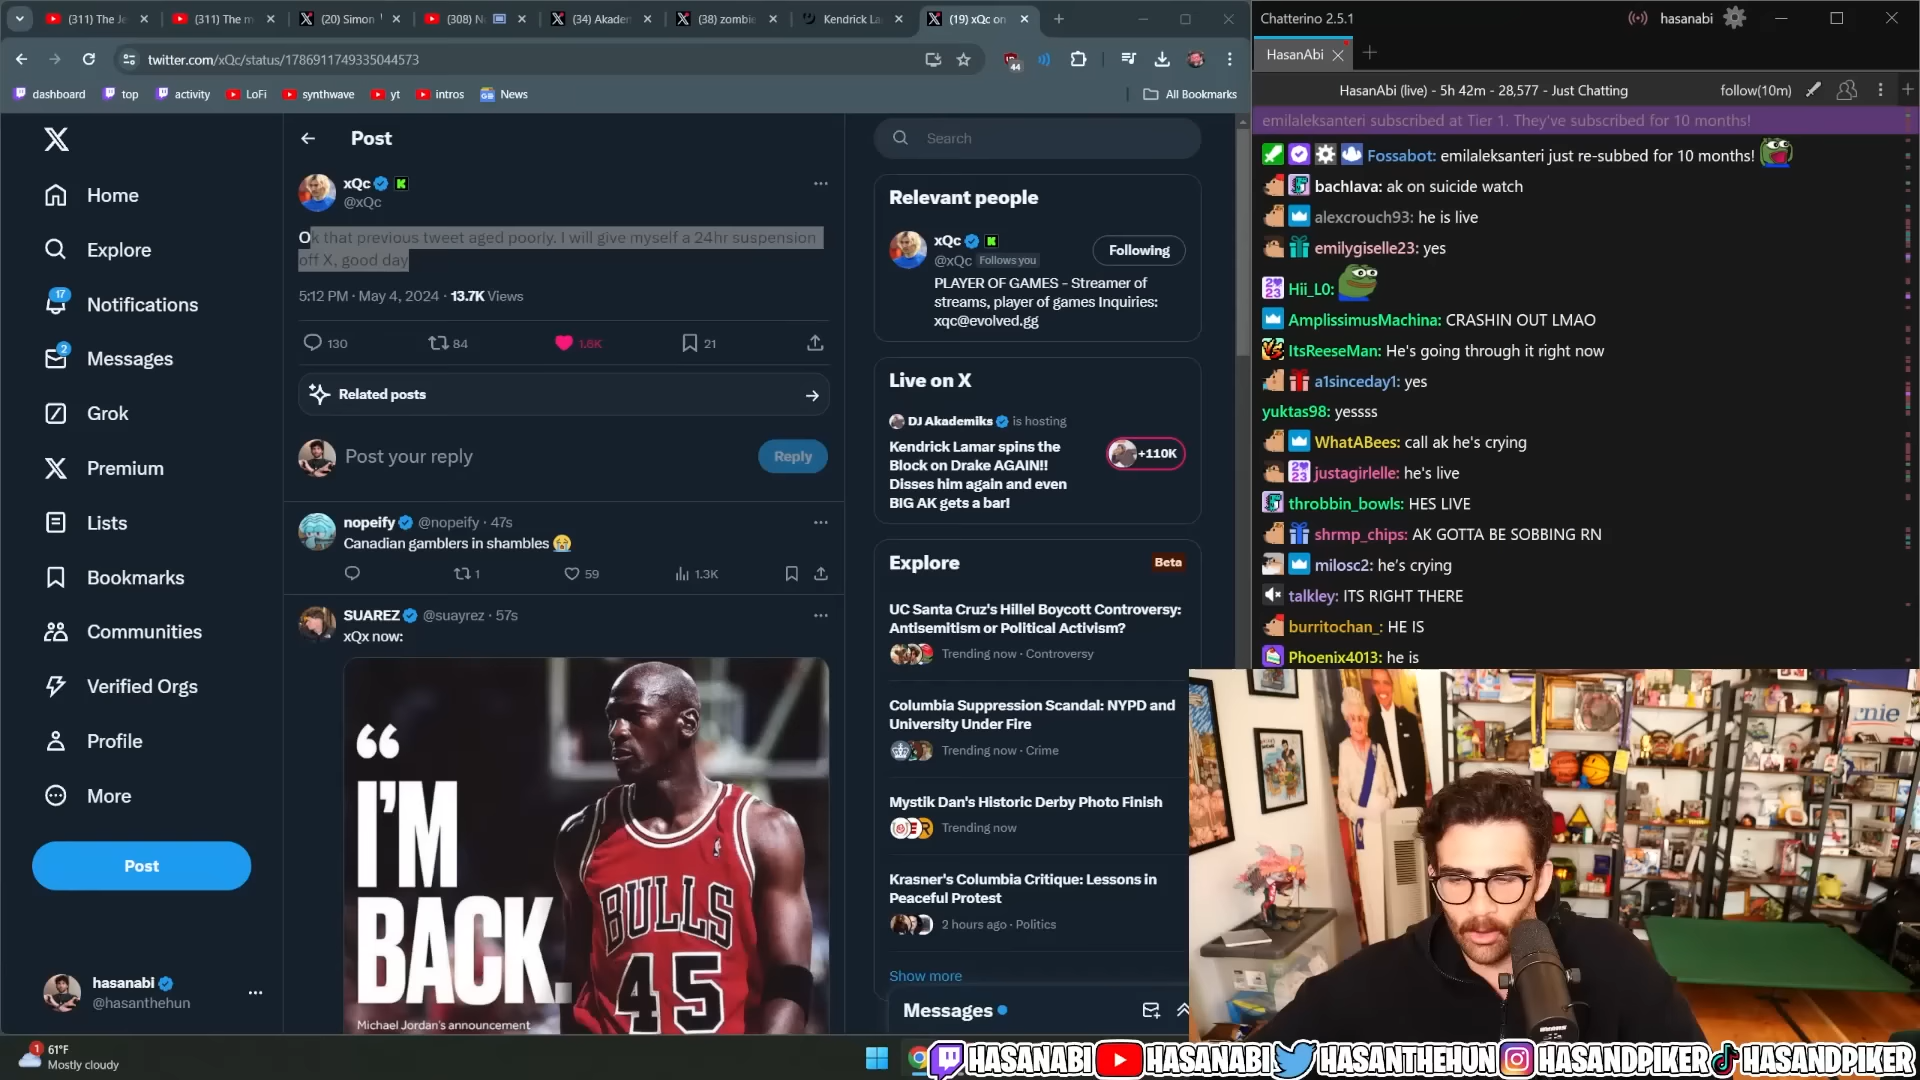 (311) The Je
(311) The m
(20) Simon
(308) N
(34) Akadem
(38) zombie
Kendrick La
(19) xQc on
twitter.com/xQc/status/1786911749335044573
44
dashboard
top
activity
LoFi
synthwave
yt
intros
News
All Bookmarks
Home
Explore
17
Notifications
2
Messages
Grok
Premium
Lists
Bookmarks
Communities
Verified Orgs
Profile
More
Post
hasanabi
@hasanthehun
Post
xQc
@xQc
Ok that previous tweet aged poorly. I will give myself a 24hr suspension
off X, good day
5:12 PM · May 4, 2024 · 13.7K Views
130
84
1.6K
21
Related posts
Post your reply
Reply
nopeify @nopeify · 47s
Canadian gamblers in shambles 😭
1
59
1.3K
SUAREZ @suayrez · 57s
xQx now:
“
I'M
BACK.
BULLS
45
Michael Jordan's announcement
Search
Relevant people
xQc
@xQc Follows you
Following
PLAYER OF GAMES - Streamer of
streams, player of games Inquiries:
xqc@evolved.gg
Live on X
DJ Akademiks is hosting
Kendrick Lamar spins the
Block on Drake AGAIN!!
Disses him again and even
BIG AK gets a bar!
+110K
Explore
Beta
UC Santa Cruz's Hillel Boycott Controversy:
Antisemitism or Political Activism?
Trending now · Controversy
Columbia Suppression Scandal: NYPD and
University Under Fire
Trending now · Crime
Mystik Dan's Historic Derby Photo Finish
Trending now
Krasner's Columbia Critique: Lessons in
Peaceful Protest
2 hours ago · Politics
Show more
Messages
Chatterino 2.5.1
hasanabi
HasanAbi
HasanAbi (live) - 5h 42m - 28,577 - Just Chatting
follow(10m)
emilaleksanteri subscribed at Tier 1. They've subscribed for 10 months!
Fossabot: emilaleksanteri just re-subbed for 10 months!
bachlava: ak on suicide watch
alexcrouch93: he is live
emilygiselle23: yes
Hii_L0:
AmplissimusMachina: CRASHIN OUT LMAO
ItsReeseMan: He's going through it right now
a1sinceday1: yes
yuktas98: yessss
WhatABees: call ak he's crying
justagirlelle: he's live
throbbin_bowls: HES LIVE
shrmp_chips: AK GOTTA BE SOBBING RN
milosc2: he's crying
talkley: ITS RIGHT THERE
burritochan_: HE IS
Phoenix4013: he is
1
61°F
Mostly cloudy
HASANABI
HASANABI
HASANTHEHUN
HASANDPIKER
HASANDPIKER